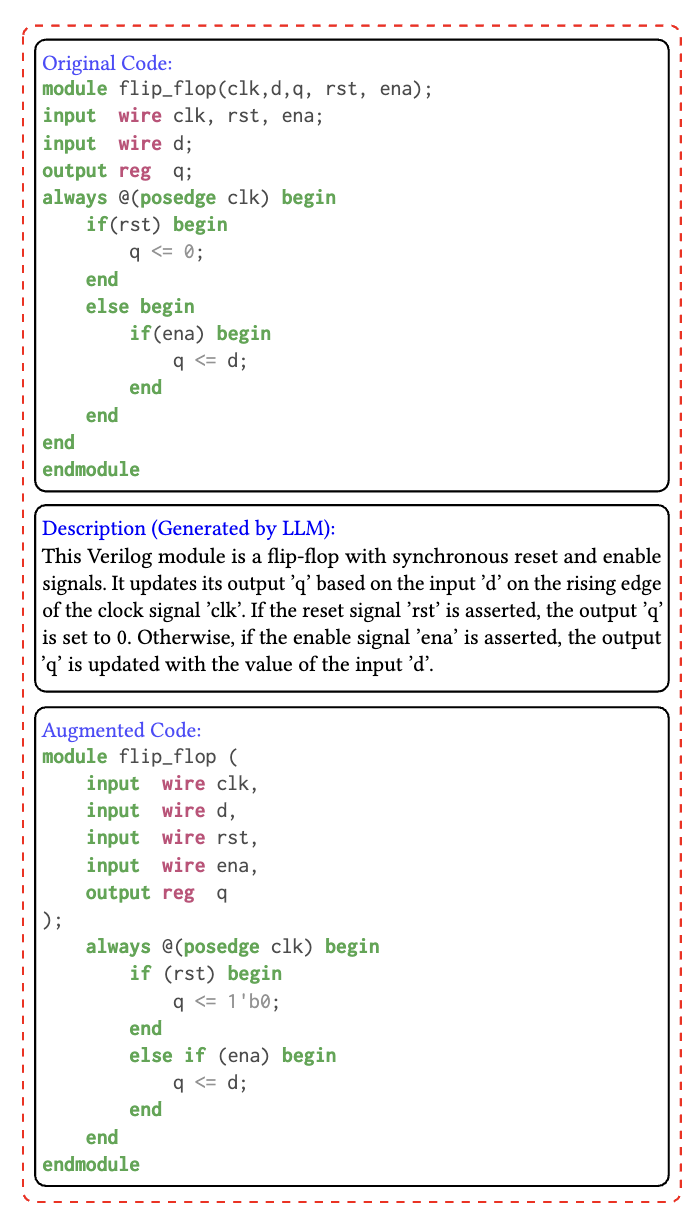 Original Code:
module flip_flop(clk,d,q, rst, ena);
input  wire clk, rst, ena;
input  wire d;
output reg  q;
always @(posedge clk) begin
    if(rst) begin
        q <= 0;
    end
    else begin
        if(ena) begin
            q <= d;
        end
    end
end
endmodule
Description (Generated by LLM):
This Verilog module is a flip-flop with synchronous reset and enable
signals. It updates its output ’q’ based on the input ’d’ on the rising edge
of the clock signal ’clk’. If the reset signal ’rst’ is asserted, the output ’q’
is set to 0. Otherwise, if the enable signal ’ena’ is asserted, the output
’q’ is updated with the value of the input ’d’.
Augmented Code:
module flip_flop (
    input  wire clk,
    input  wire d,
    input  wire rst,
    input  wire ena,
    output reg  q
);
    always @(posedge clk) begin
        if (rst) begin
            q <= 1'b0;
        end
        else if (ena) begin
            q <= d;
        end
    end
endmodule